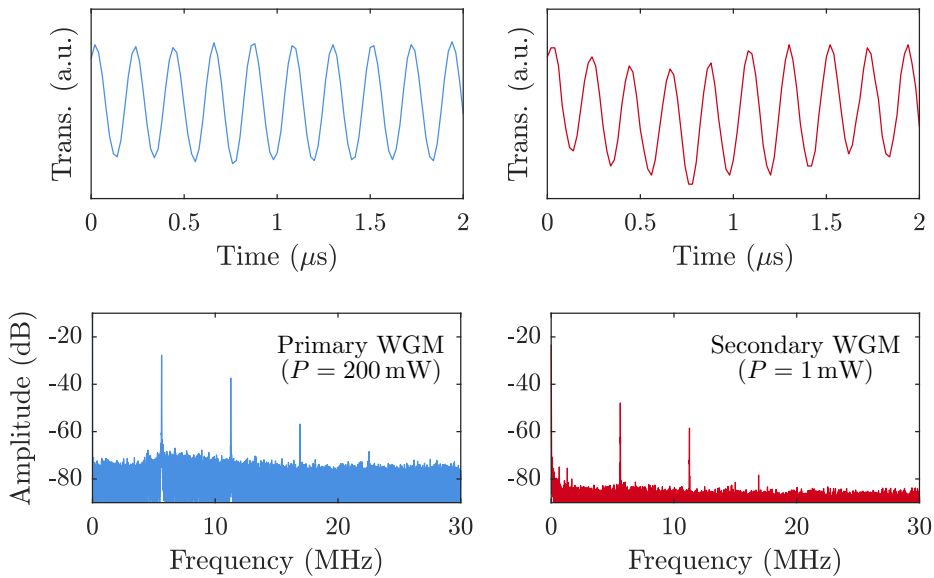 Trans. (a.u.)
0 0.5 1 1.5 2
Time (μs)
Trans. (a.u.)
0 0.5 1 1.5 2
Time (μs)
Amplitude (dB)
-20
-40
-60
-80
Primary WGM
(P = 200 mW)
0 10 20 30
Frequency (MHz)
-20
-40
-60
-80
Secondary WGM
(P = 1 mW)
0 10 20 30
Frequency (MHz)